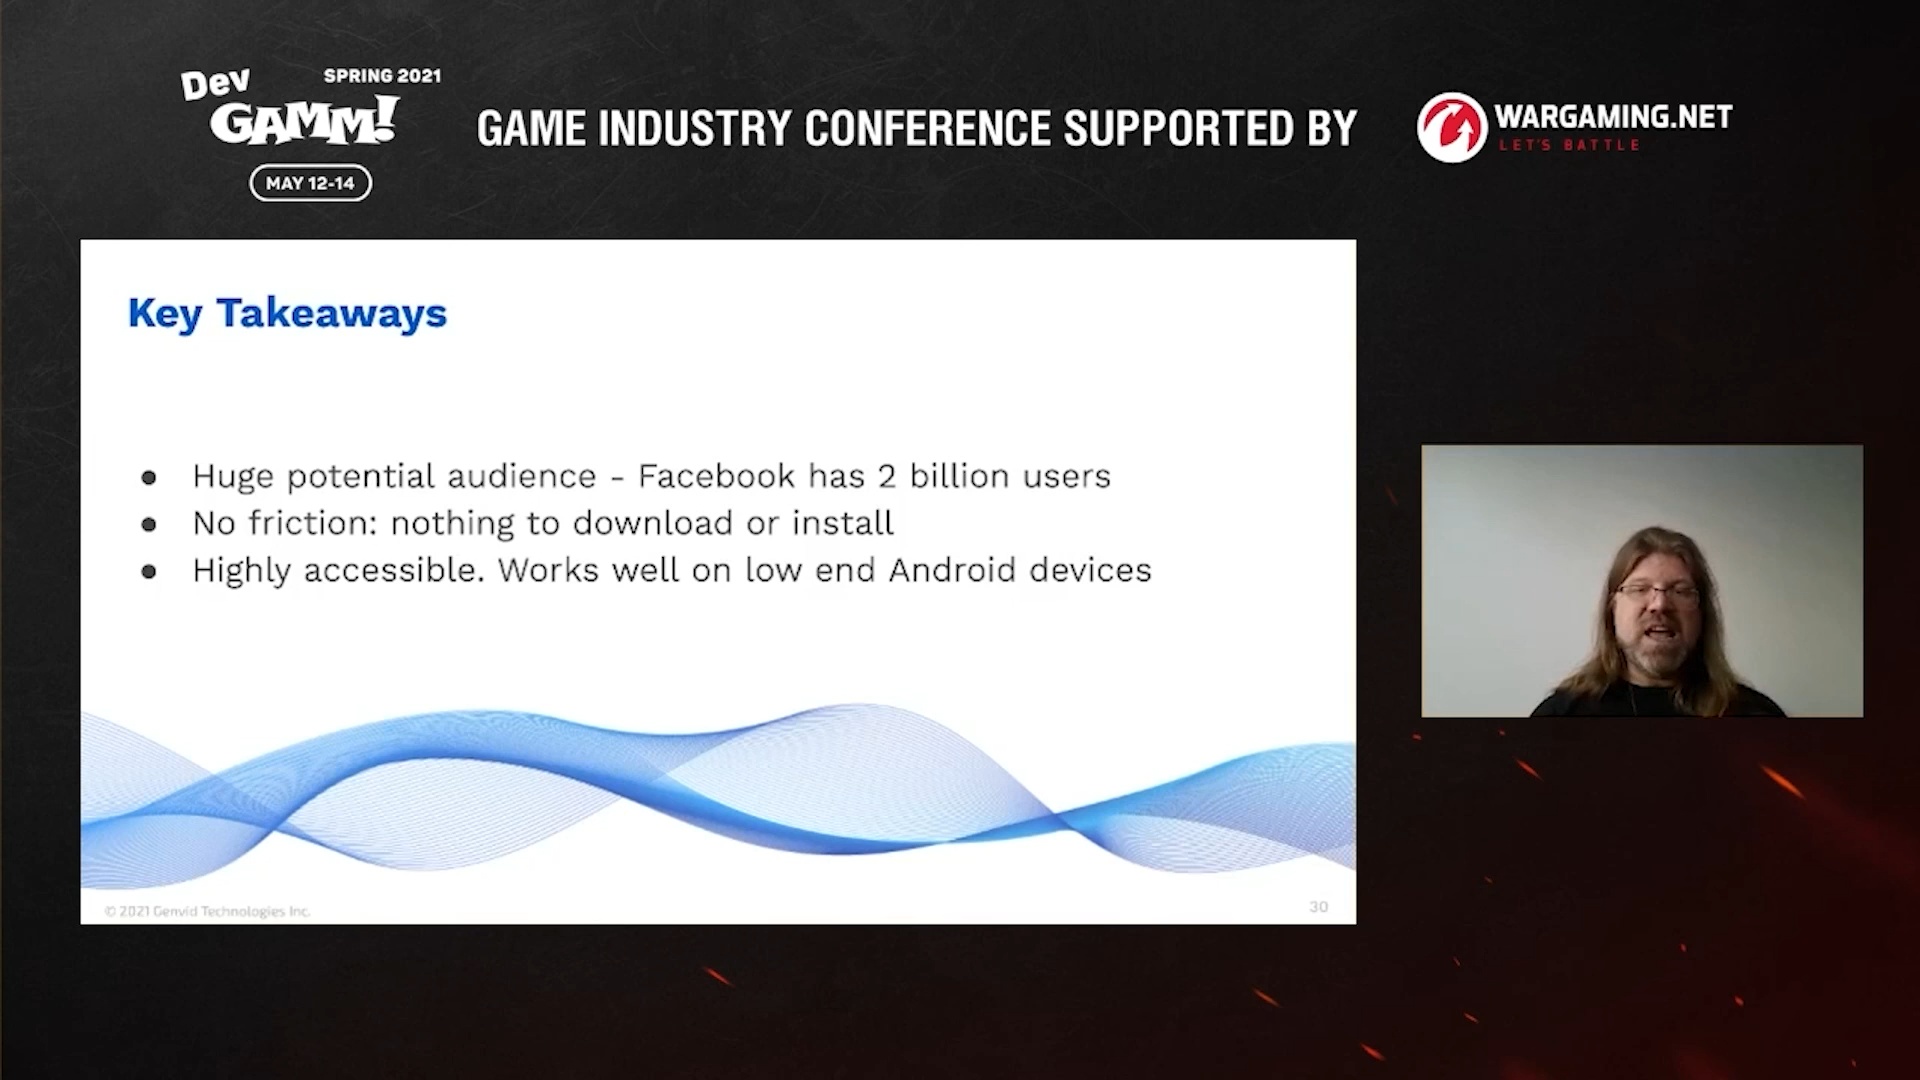 Dev
SPRING 2021
GAMM!
MAY 12-14
GAME INDUSTRY CONFERENCE SUPPORTED BY
WARGAMING.NET
LET'S BATTLE
Key Takeaways
● Huge potential audience - Facebook has 2 billion users
● No friction: nothing to download or install
● Highly accessible. Works well on low end Android devices
© 2021 Genvid Technologies Inc.
30